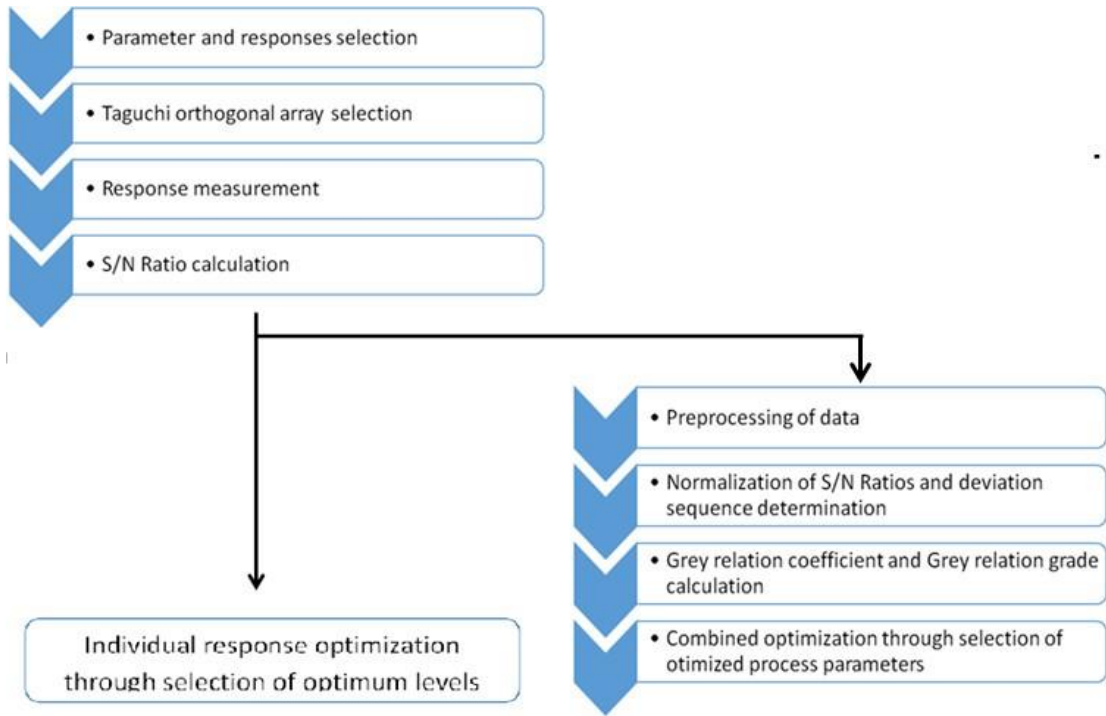 • Parameter and responses selection
• Taguchi orthogonal array selection
• Response measurement
• S/N Ratio calculation
• Preprocessing of data
• Normalization of S/N Ratios and deviation
sequence determination
• Grey relation coefficient and Grey relation grade
calculation
• Combined optimization through selection of
otimized process parameters
Individual response optimization
through selection of optimum levels